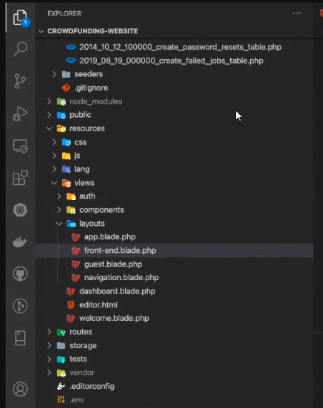 EXPLORER
CROWDFUNDING-WEBSITE
2014_10_12_100000_create_password_resets_table.php
2019_08_19_000000_create_failed_jobs_table.php
seeders
.gitignore
node_modules
public
resources
css
js
lang
views
auth
components
layouts
app.blade.php
front-end.blade.php
guest.blade.php
navigation.blade.php
dashboard.blade.php
editor.html
welcome.blade.php
routes
storage
tests
vendor
.editorconfig
.env